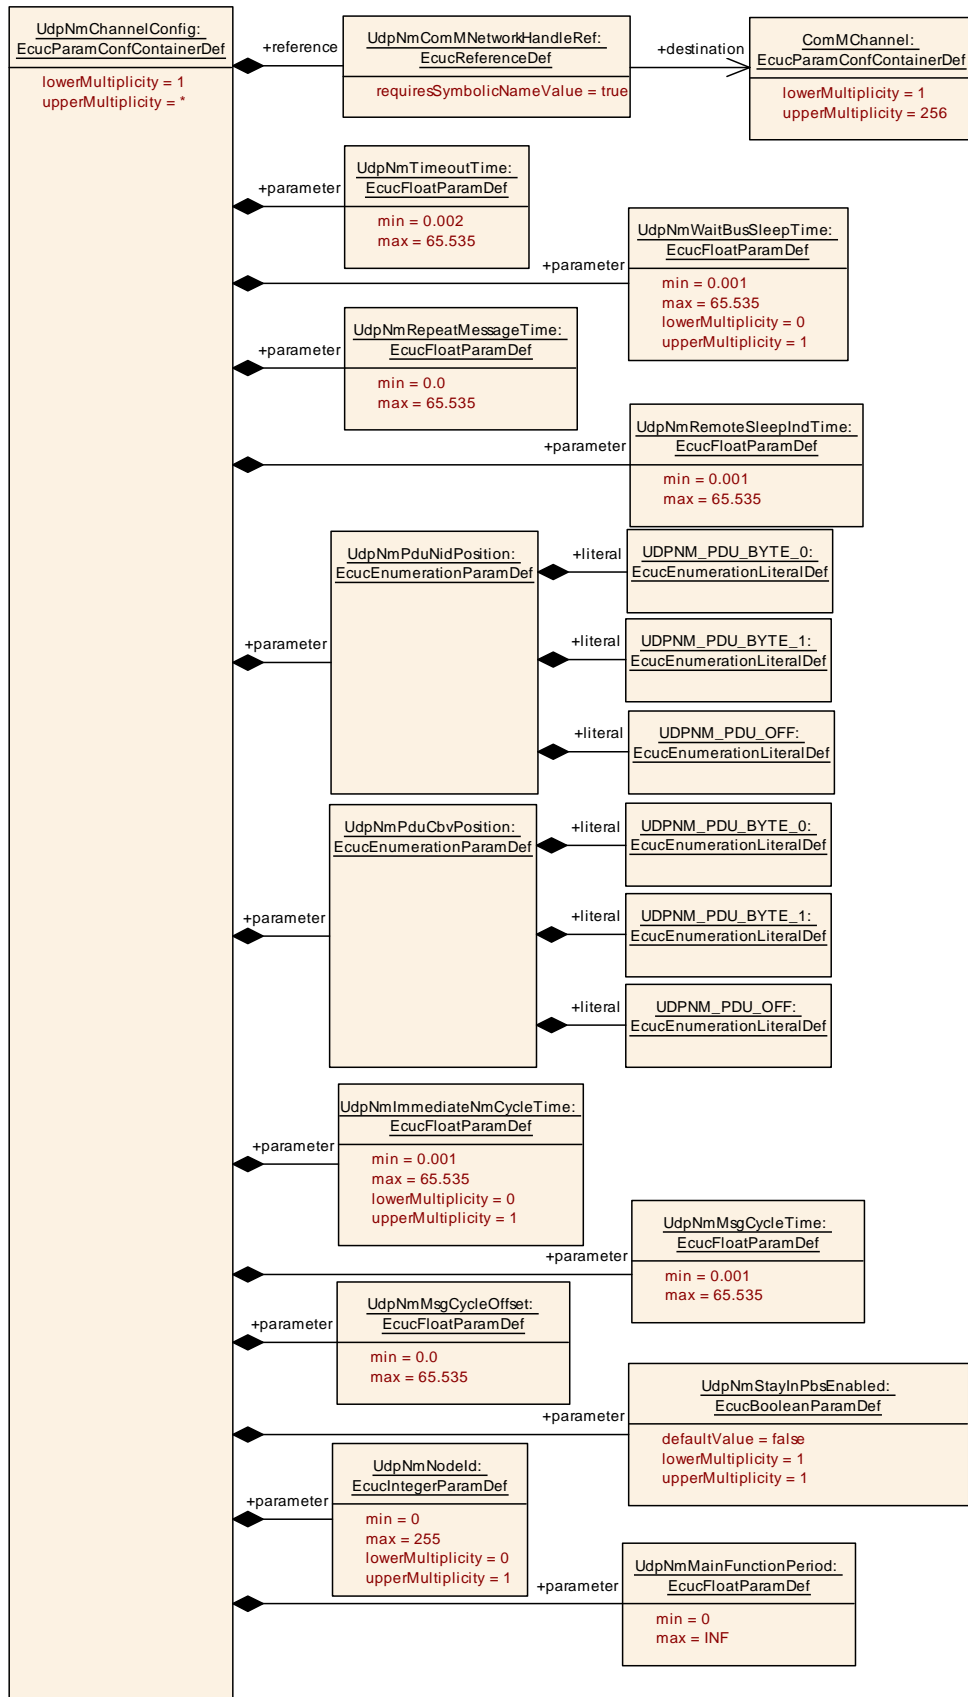 UdpNmChannelConfig:
EcucParamConfContainerDef
lowerMultiplicity = 1
upperMultiplicity = *
+reference
UdpNmComMNetworkHandleRef:
EcucReferenceDef
requiresSymbolicNameValue = true
+destination
ComMChannel:
EcucParamConfContainerDef
lowerMultiplicity = 1
upperMultiplicity = 256
+parameter
UdpNmTimeoutTime:
EcucFloatParamDef
min = 0.002
max = 65.535
+parameter
UdpNmWaitBusSleepTime:
EcucFloatParamDef
min = 0.001
max = 65.535
lowerMultiplicity = 0
upperMultiplicity = 1
+parameter
UdpNmRepeatMessageTime:
EcucFloatParamDef
min = 0.0
max = 65.535
+parameter
UdpNmRemoteSleepIndTime:
EcucFloatParamDef
min = 0.001
max = 65.535
+parameter
UdpNmPduNidPosition:
EcucEnumerationParamDef
+literal
UDPNM_PDU_BYTE_0:
EcucEnumerationLiteralDef
+literal
UDPNM_PDU_BYTE_1:
EcucEnumerationLiteralDef
+literal
UDPNM_PDU_OFF:
EcucEnumerationLiteralDef
+parameter
UdpNmPduCbvPosition:
EcucEnumerationParamDef
+literal
UDPNM_PDU_BYTE_0:
EcucEnumerationLiteralDef
+literal
UDPNM_PDU_BYTE_1:
EcucEnumerationLiteralDef
+literal
UDPNM_PDU_OFF:
EcucEnumerationLiteralDef
+parameter
UdpNmImmediateNmCycleTime:
EcucFloatParamDef
min = 0.001
max = 65.535
lowerMultiplicity = 0
upperMultiplicity = 1
+parameter
UdpNmMsgCycleTime:
EcucFloatParamDef
min = 0.001
max = 65.535
+parameter
UdpNmMsgCycleOffset:
EcucFloatParamDef
min = 0.0
max = 65.535
+parameter
UdpNmStayInPbsEnabled:
EcucBooleanParamDef
defaultValue = false
lowerMultiplicity = 1
upperMultiplicity = 1
+parameter
UdpNmNodeId:
EcucIntegerParamDef
min = 0
max = 255
lowerMultiplicity = 0
upperMultiplicity = 1
+parameter
UdpNmMainFunctionPeriod:
EcucFloatParamDef
min = 0
max = INF